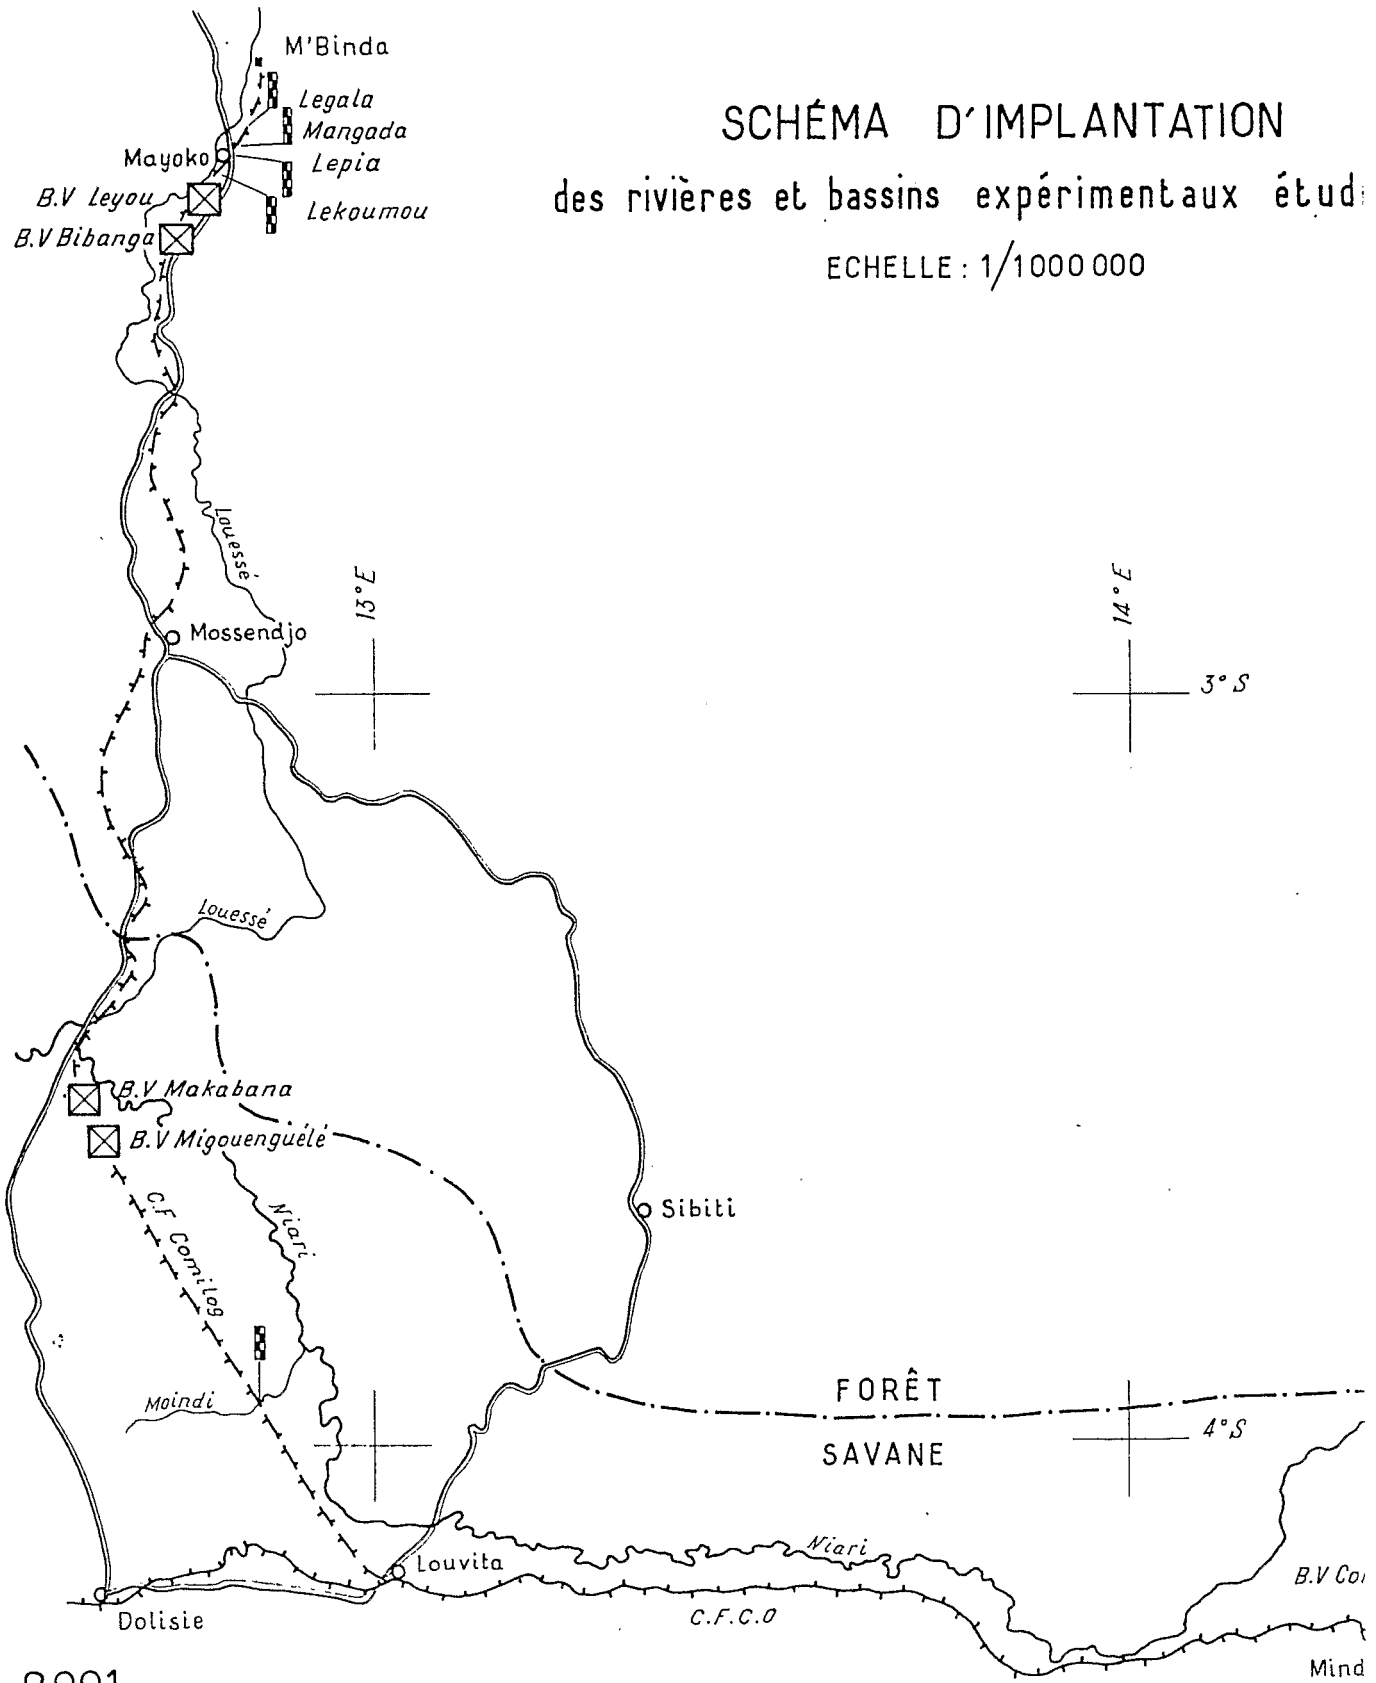 M'Binda
Legala
Mangada
Mayoko
Lepia
B.V Leyou
Lekoumou
B.V Bibanga
SCHÉMA D'IMPLANTATION
des rivières et bassins expérimentaux étud
ECHELLE : 1/1000 000
Louessé
13° E
14° E
Mossendjo
3° S
Louessé
B.V Makabana
B.V Migouenguélé
C.F Comilog
Niari
Sibiti
Moindi
FORÊT
SAVANE
4° S
Niari
Louvita
B.V Co
Dolisie
C.F.C.O
Mind